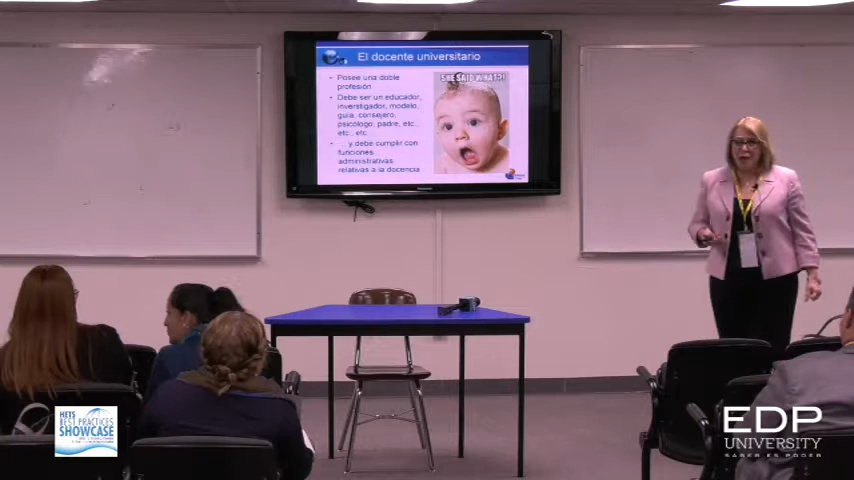 El docente universitario
SHE SAID WHAT?!
• Posee una doble
profesión
• Debe ser un educador,
investigador, modelo,
guía, consejero,
psicólogo, padre, etc.,
etc., etc.
• y debe cumplir con
funciones
administrativas
relativas a la docencia
HETS
BEST PRACTICES
SHOWCASE
EDP
UNIVERSITY
SABER ES PODER